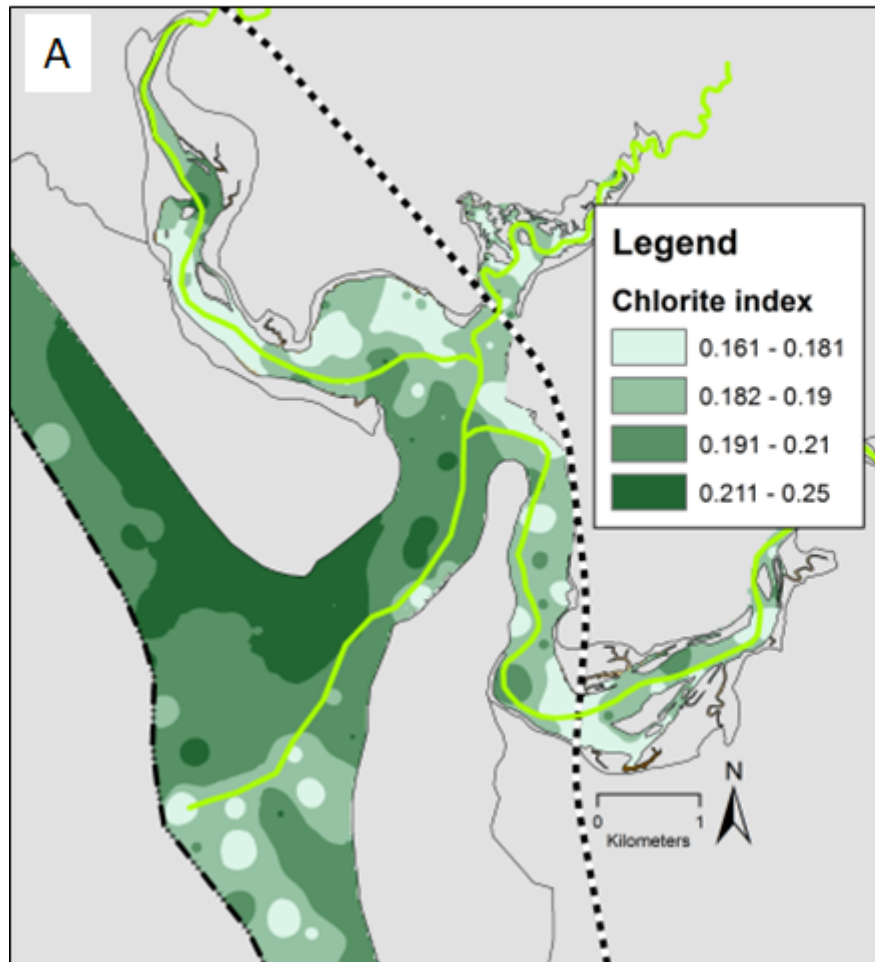 A
Legend
Chlorite index
0.161 - 0.181
0.182 - 0.19
0.191 - 0.21
0.211 - 0.25
N
0 1
Kilometers